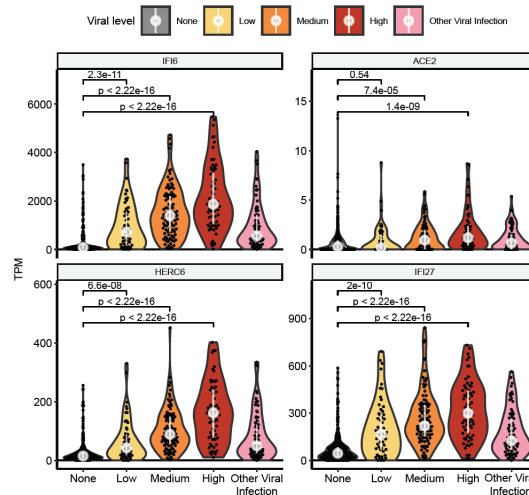 Viral level None Low Medium High Other Viral Infection
IFI6
ACE2
TPM
6000
4000
2000
0
2.3e-11
p < 2.22e-16
p < 2.22e-16
15
10
5
0
0.54
7.4e-05
1.4e-09
HERC6
IFI27
600
400
200
0
6.6e-08
p < 2.22e-16
p < 2.22e-16
900
600
300
0
2e-10
p < 2.22e-16
p < 2.22e-16
None Low Medium High Other Viral
Infection
None Low Medium High Other Viral
Infection